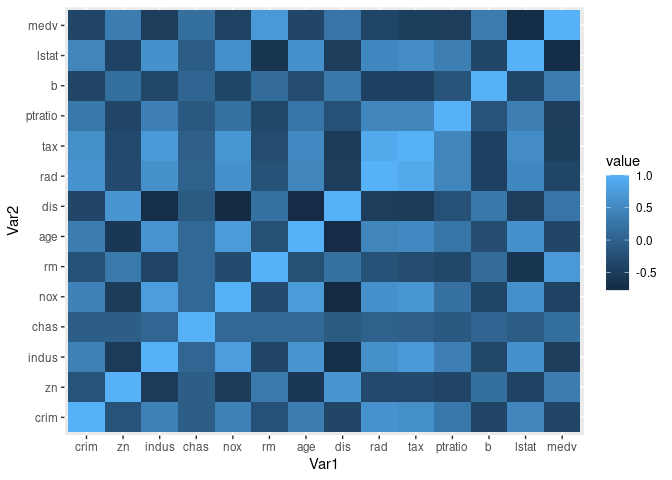 medv
lstat
b
ptratio
tax
rad
dis
age
rm
nox
chas
indus
zn
crim
Var2
crim zn indus chas nox rm age dis rad tax ptratio b lstat medv
Var1
value
1.0
0.5
0.0
-0.5